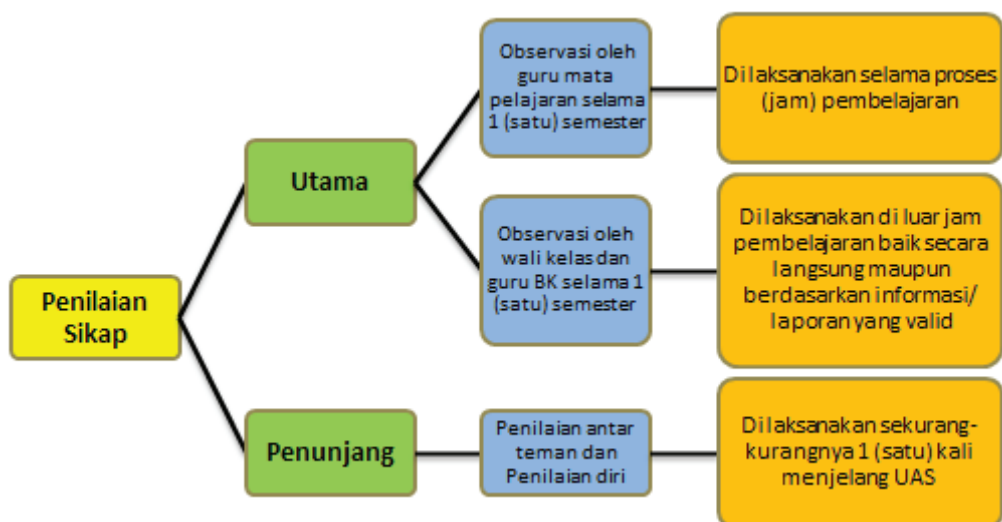 Penilaian
Sikap
Utama
Observasi oleh
guru mata
pelajaran selama
1 (satu) semester
Dilaksanakan selama proses
(jam) pembelajaran
Observasi oleh
wali kelas dan
guru BK selama 1
(satu) semester
Dilaksanakan di luar jam
pembelajaran baik secara
langsung maupun
berdasarkan informasi/
laporan yang valid
Penunjang
Penilaian antar
teman dan
Penilaian diri
Dilaksanakan sekurang-
kurangnya 1 (satu) kali
menjelang UAS